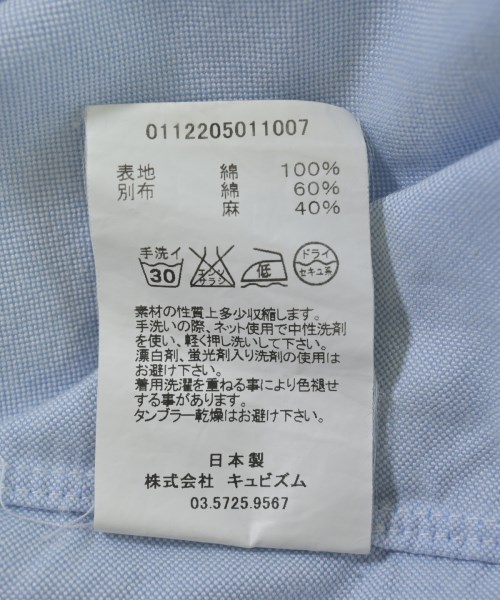 0112205011007
表地 綿 100%
別布 綿 60%
麻 40%
手洗イ ドライ
30 エンソ 低 セキユ系
サラシ
素材の性質上多少収縮します。
手洗いの際、ネット使用で中性洗剤
を使い、軽く押し洗いして下さい。
漂白剤、蛍光剤入り洗剤の使用は
お避け下さい。
着用洗濯を重ねる事により色褪せ
する事があります。
タンブラー乾燥はお避け下さい。
日本製
株式会社 キュビズム
03.5725.9567